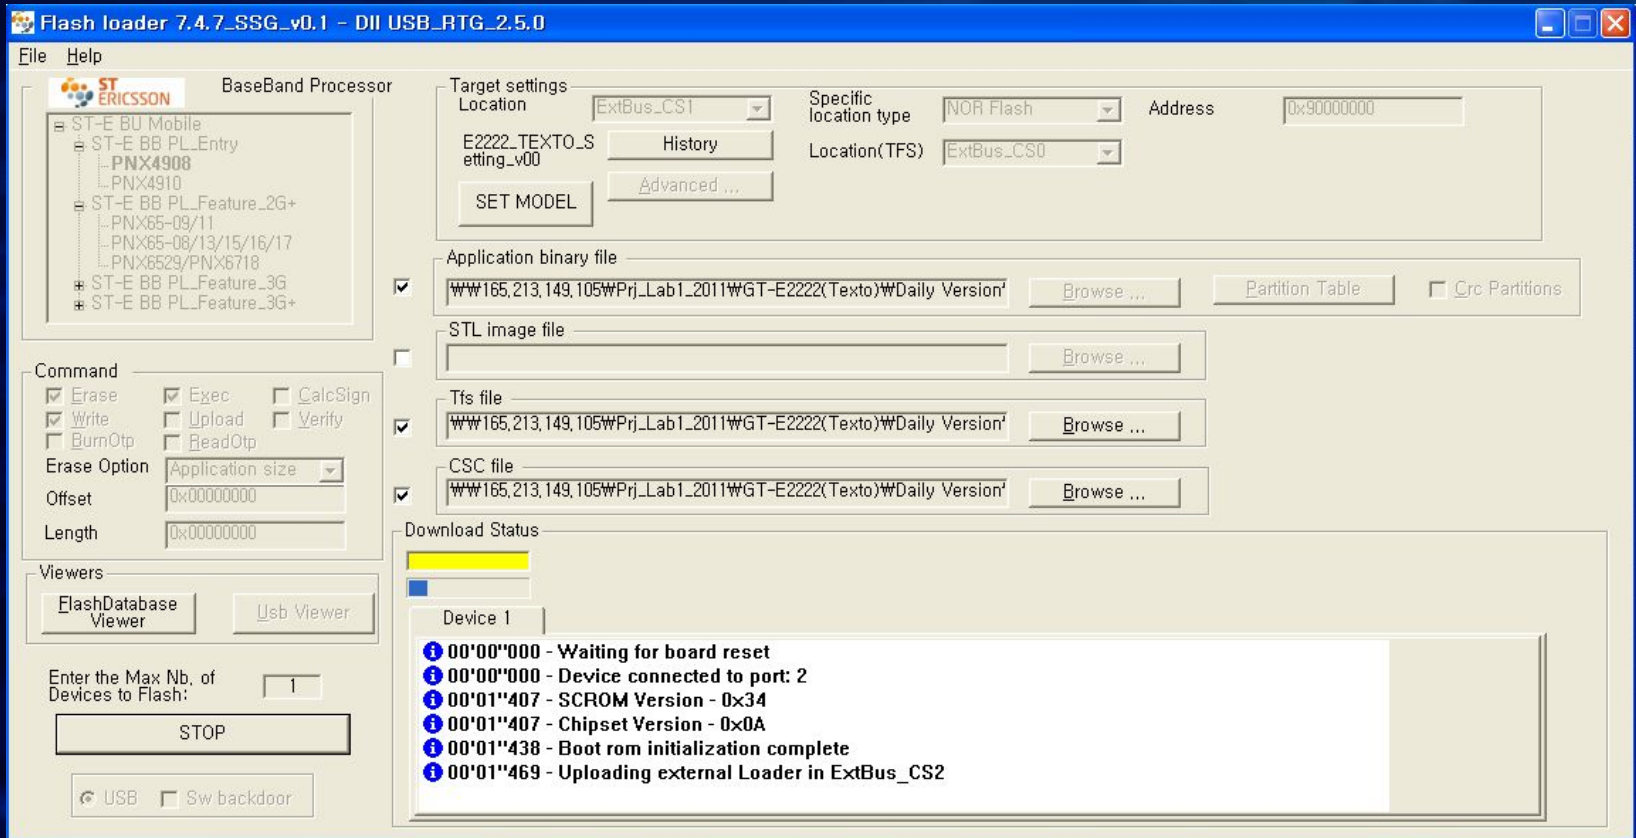 Flash loader 7.4.7_SSG_v0.1 - Dll USB_RTG_2.5.0
File Help
ST ERICSSON
BaseBand Processor
ST-E BU Mobile
ST-E BB PL_Entry
PNX4908
PNX4910
ST-E BB PL_Feature_2G+
PNX65-09/11
PNX65-08/13/15/16/17
PNX6529/PNX6718
ST-E BB PL_Feature_3G
ST-E BB PL_Feature_3G+
Target settings
Location ExtBus_CS1
Specific location type NOR Flash
Address 0x90000000
E2222_TEXTO_S
etting_v00
History
Location(TFS) ExtBus_CS0
SET MODEL
Advanced ...
Application binary file
₩₩165,213,149,105₩Prj_Lab1_2011₩GT-E2222(Texto)₩Daily Version
Browse ...
Partition Table
Crc Partitions
STL image file
Browse ...
Tfs file
₩₩165,213,149,105₩Prj_Lab1_2011₩GT-E2222(Texto)₩Daily Version
Browse ...
CSC file
₩₩165,213,149,105₩Prj_Lab1_2011₩GT-E2222(Texto)₩Daily Version
Browse ...
Command
Erase Exec CalcSign
Write Upload Verify
BurnOtp ReadOtp
Erase Option Application size
Offset 0x00000000
Length 0x00000000
Viewers
FlashDatabase
Viewer
Usb Viewer
Enter the Max Nb. of
Devices to Flash: 1
STOP
USB Sw backdoor
Download Status
Device 1
00'00"000 - Waiting for board reset
00'00"000 - Device connected to port: 2
00'01"407 - SCROM Version - 0x34
00'01"407 - Chipset Version - 0x0A
00'01"438 - Boot rom initialization complete
00'01"469 - Uploading external Loader in ExtBus_CS2